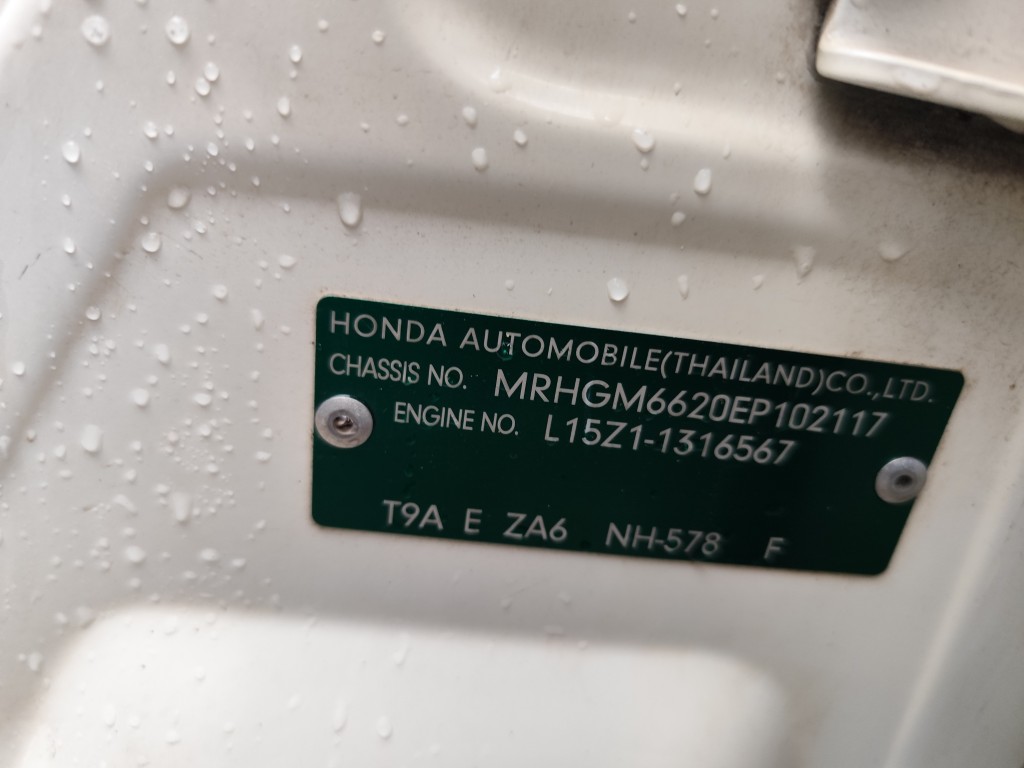 HONDA AUTOMOBILE(THAILAND)CO.,LTD.
CHASSIS NO. MRHGM6620EP102117
ENGINE NO. L15Z1-1316567
T9A E ZA6 NH-578 F